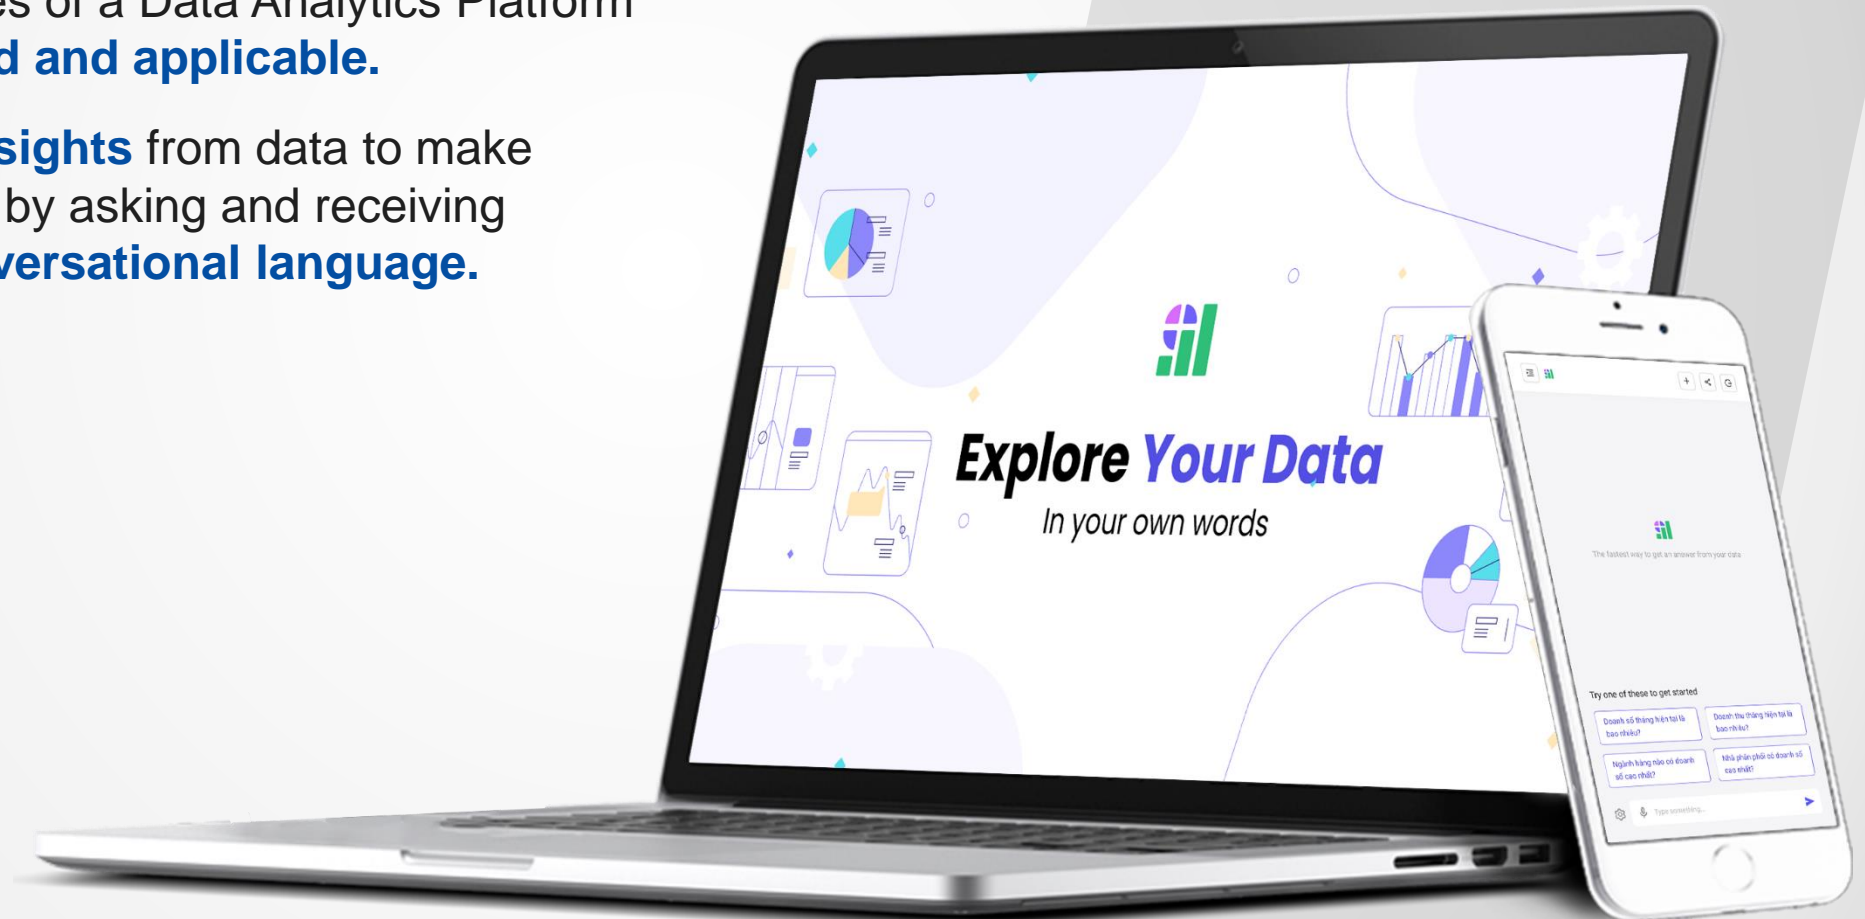 es of a Data Analytics Platform
d and applicable.
sights from data to make
by asking and receiving
versational language.
Explore Your Data
In your own words
The fastest way to get an answer from your data
Try one of these to get started
Doanh số tháng hiện tại là
bao nhiêu?
Doanh thu tháng hiện tại là
bao nhiêu?
Ngành hàng nào có doanh
số cao nhất?
Nhà phân phối có doanh số
cao nhất?
Type something...